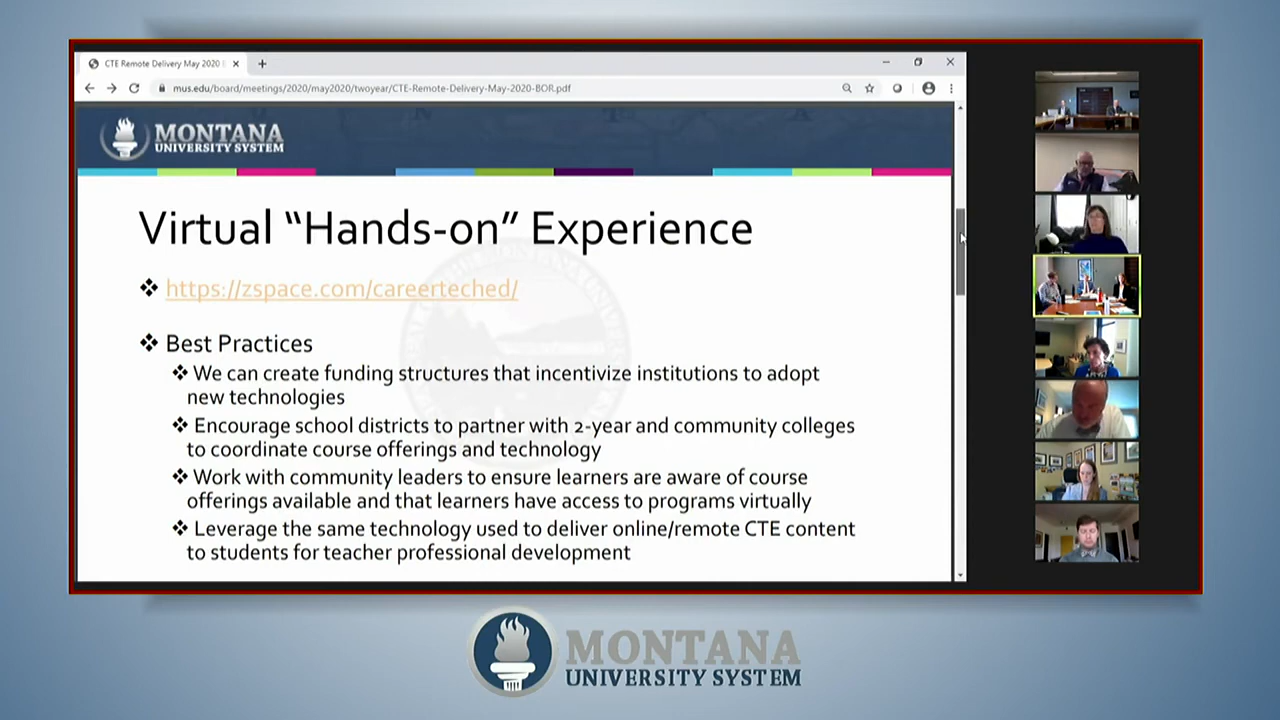 CTE Remote Delivery May 2020
mus.edu/board/meetings/2020/may2020/twoyear/CTE-Remote-Delivery-May-2020-BOR.pdf
MONTANA
UNIVERSITY SYSTEM
Virtual “Hands-on” Experience
❖ https://zspace.com/careerteched/
❖ Best Practices
❖ We can create funding structures that incentivize institutions to adopt
new technologies
❖ Encourage school districts to partner with 2-year and community colleges
to coordinate course offerings and technology
❖ Work with community leaders to ensure learners are aware of course
offerings available and that learners have access to programs virtually
❖ Leverage the same technology used to deliver online/remote CTE content
to students for teacher professional development
MONTANA
UNIVERSITY SYSTEM